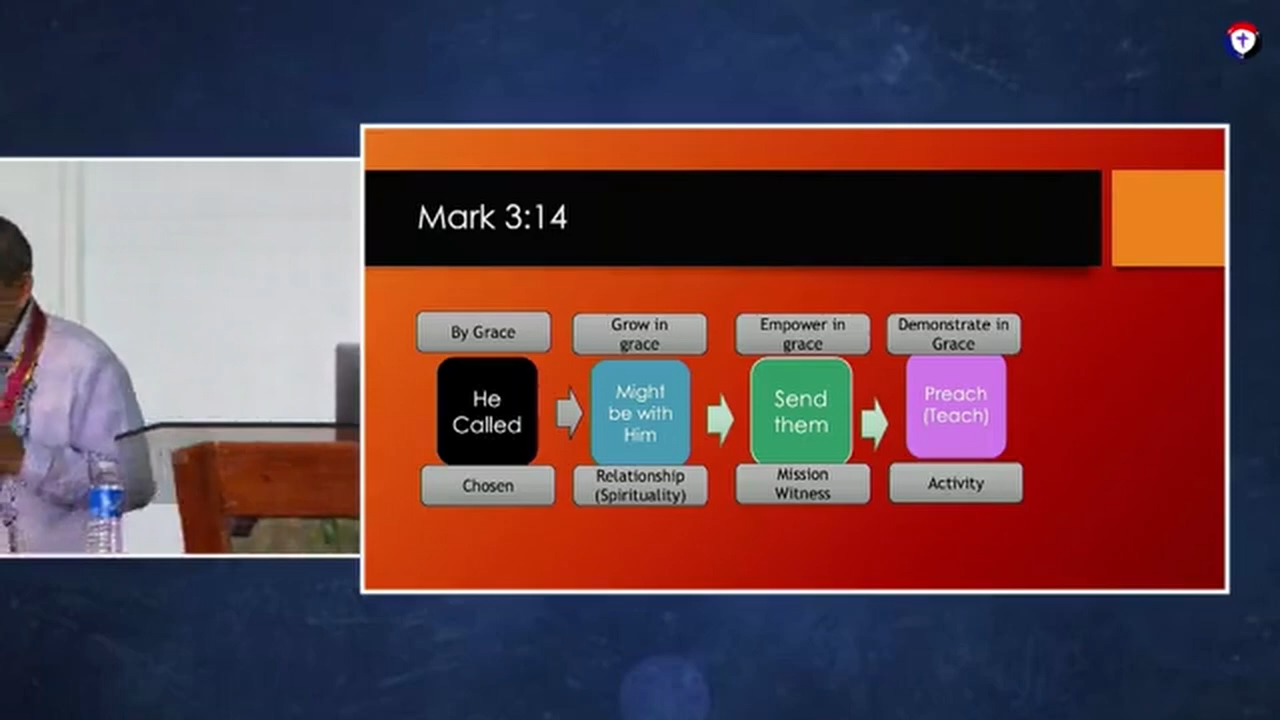 Mark 3:14
By Grace
Grow in
grace
Empower in
grace
Demonstrate in
Grace
He
Called
Might
be with
Him
Send
them
Preach
(Teach)
Chosen
Relationship
(Spirituality)
Mission
Witness
Activity